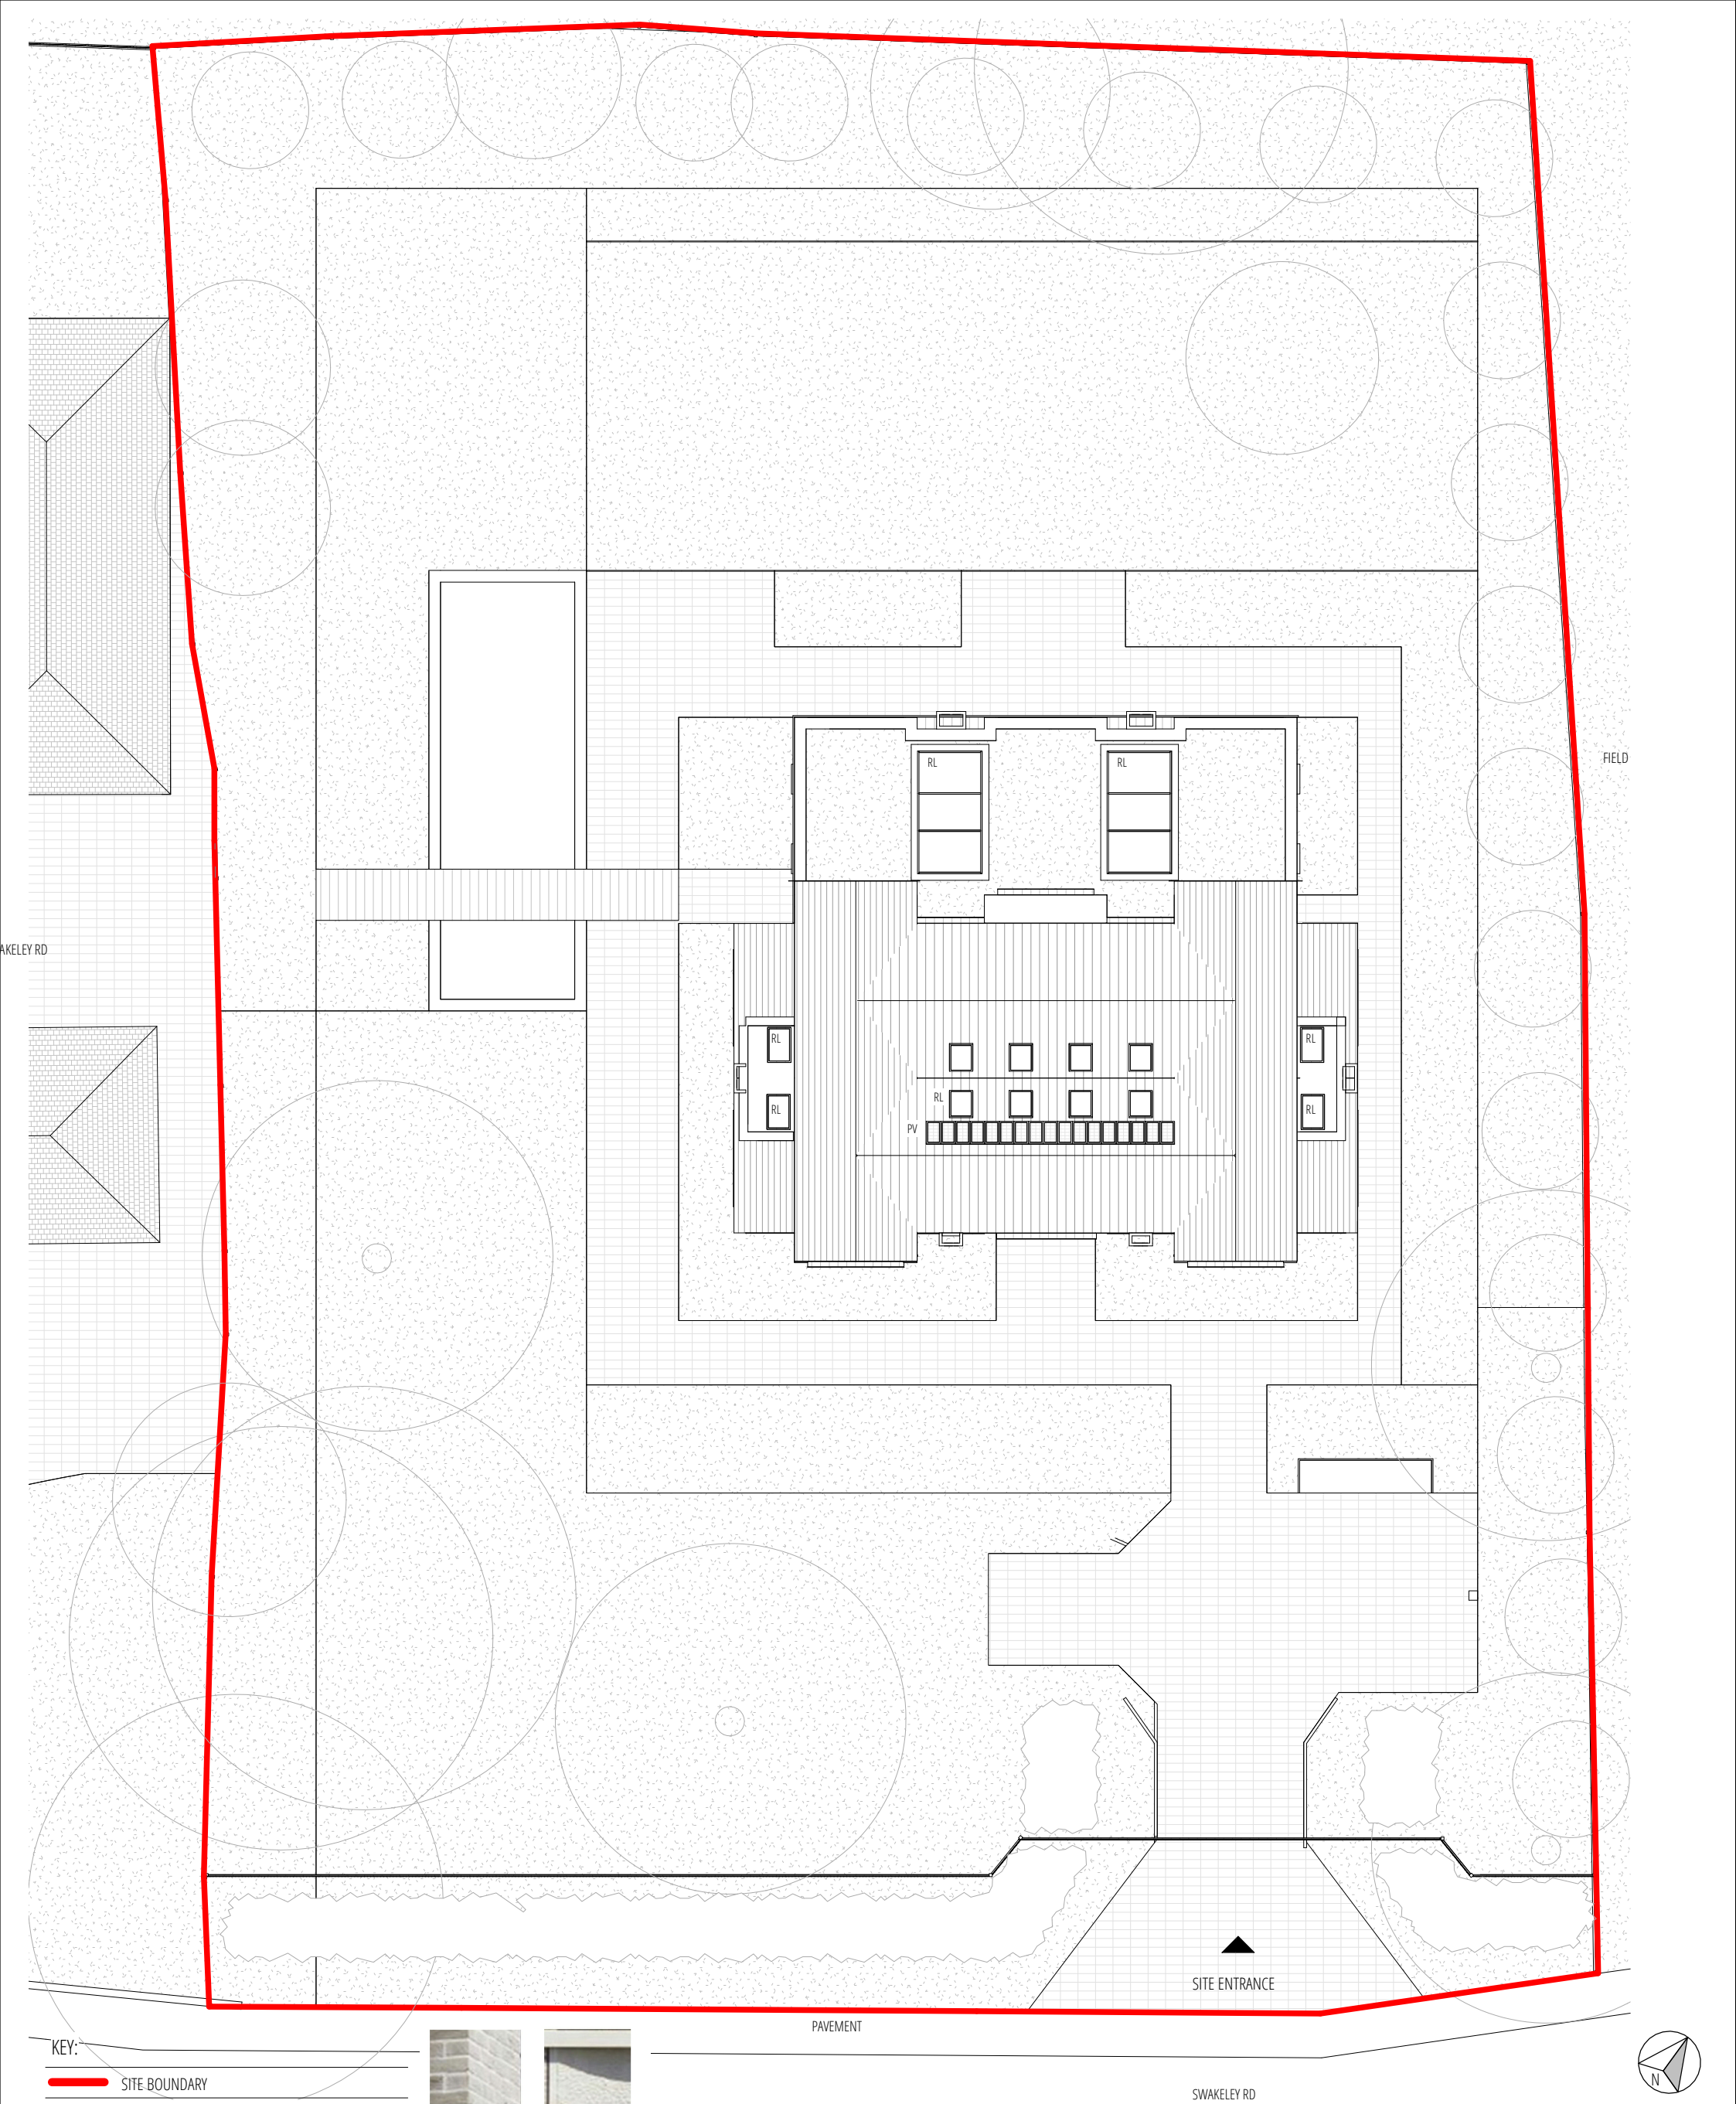 FIELD
RL
RL
AKELEY RD
RL
RL
RL
PV
RL
RL
SITE ENTRANCE
PAVEMENT
KEY:
SITE BOUNDARY
SWAKELEY RD
N